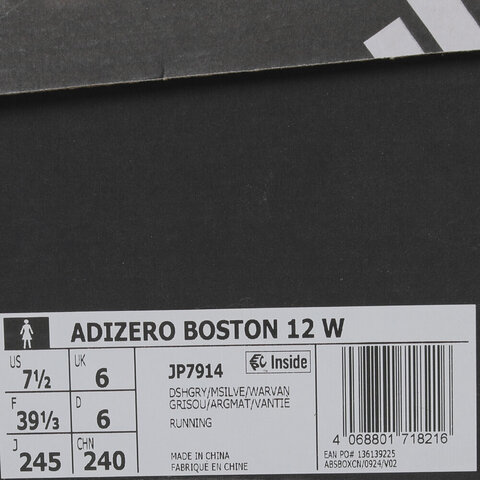 ADIZERO BOSTON 12 W
US 7½ UK 6
F 39⅓ D 6
J 245 CHN 240
JP7914
Inside
DSHGRY/MSILVE/WARVAN
GRISOU/ARGMAT/VANTIÉ
RUNNING
MADE IN CHINA
FABRIQUE EN CHINE
4 068801 718216
EAN PO# 136139225
ABSBOXCN/0924/V02